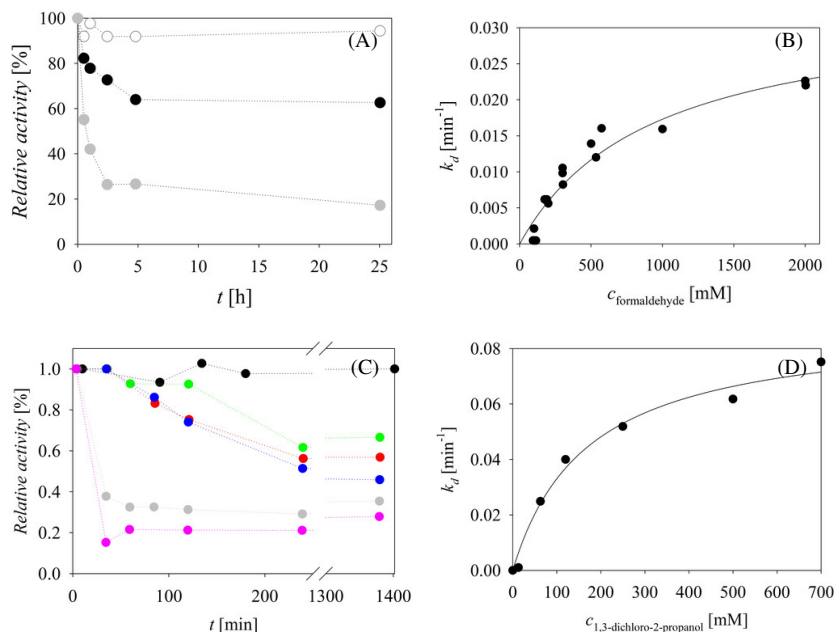 (A)
Relative activity [%]
100
80
60
40
20
0
0 5 10 15 20 25
t [h]
(B)
k_d [min⁻¹]
0.025
0.020
0.015
0.010
0.005
0.000
0 500 1000 1500 2000
c_formaldehyde [mM]
(C)
Relative activity [%]
1.0
0.8
0.6
0.4
0.2
0.0
0 100 200 1300 1400
t [min]
(D)
k_d [min⁻¹]
0.08
0.06
0.04
0.02
0.00
0 100 200 300 400 500 600 700
c_1,3-dichloro-2-propanol [mM]